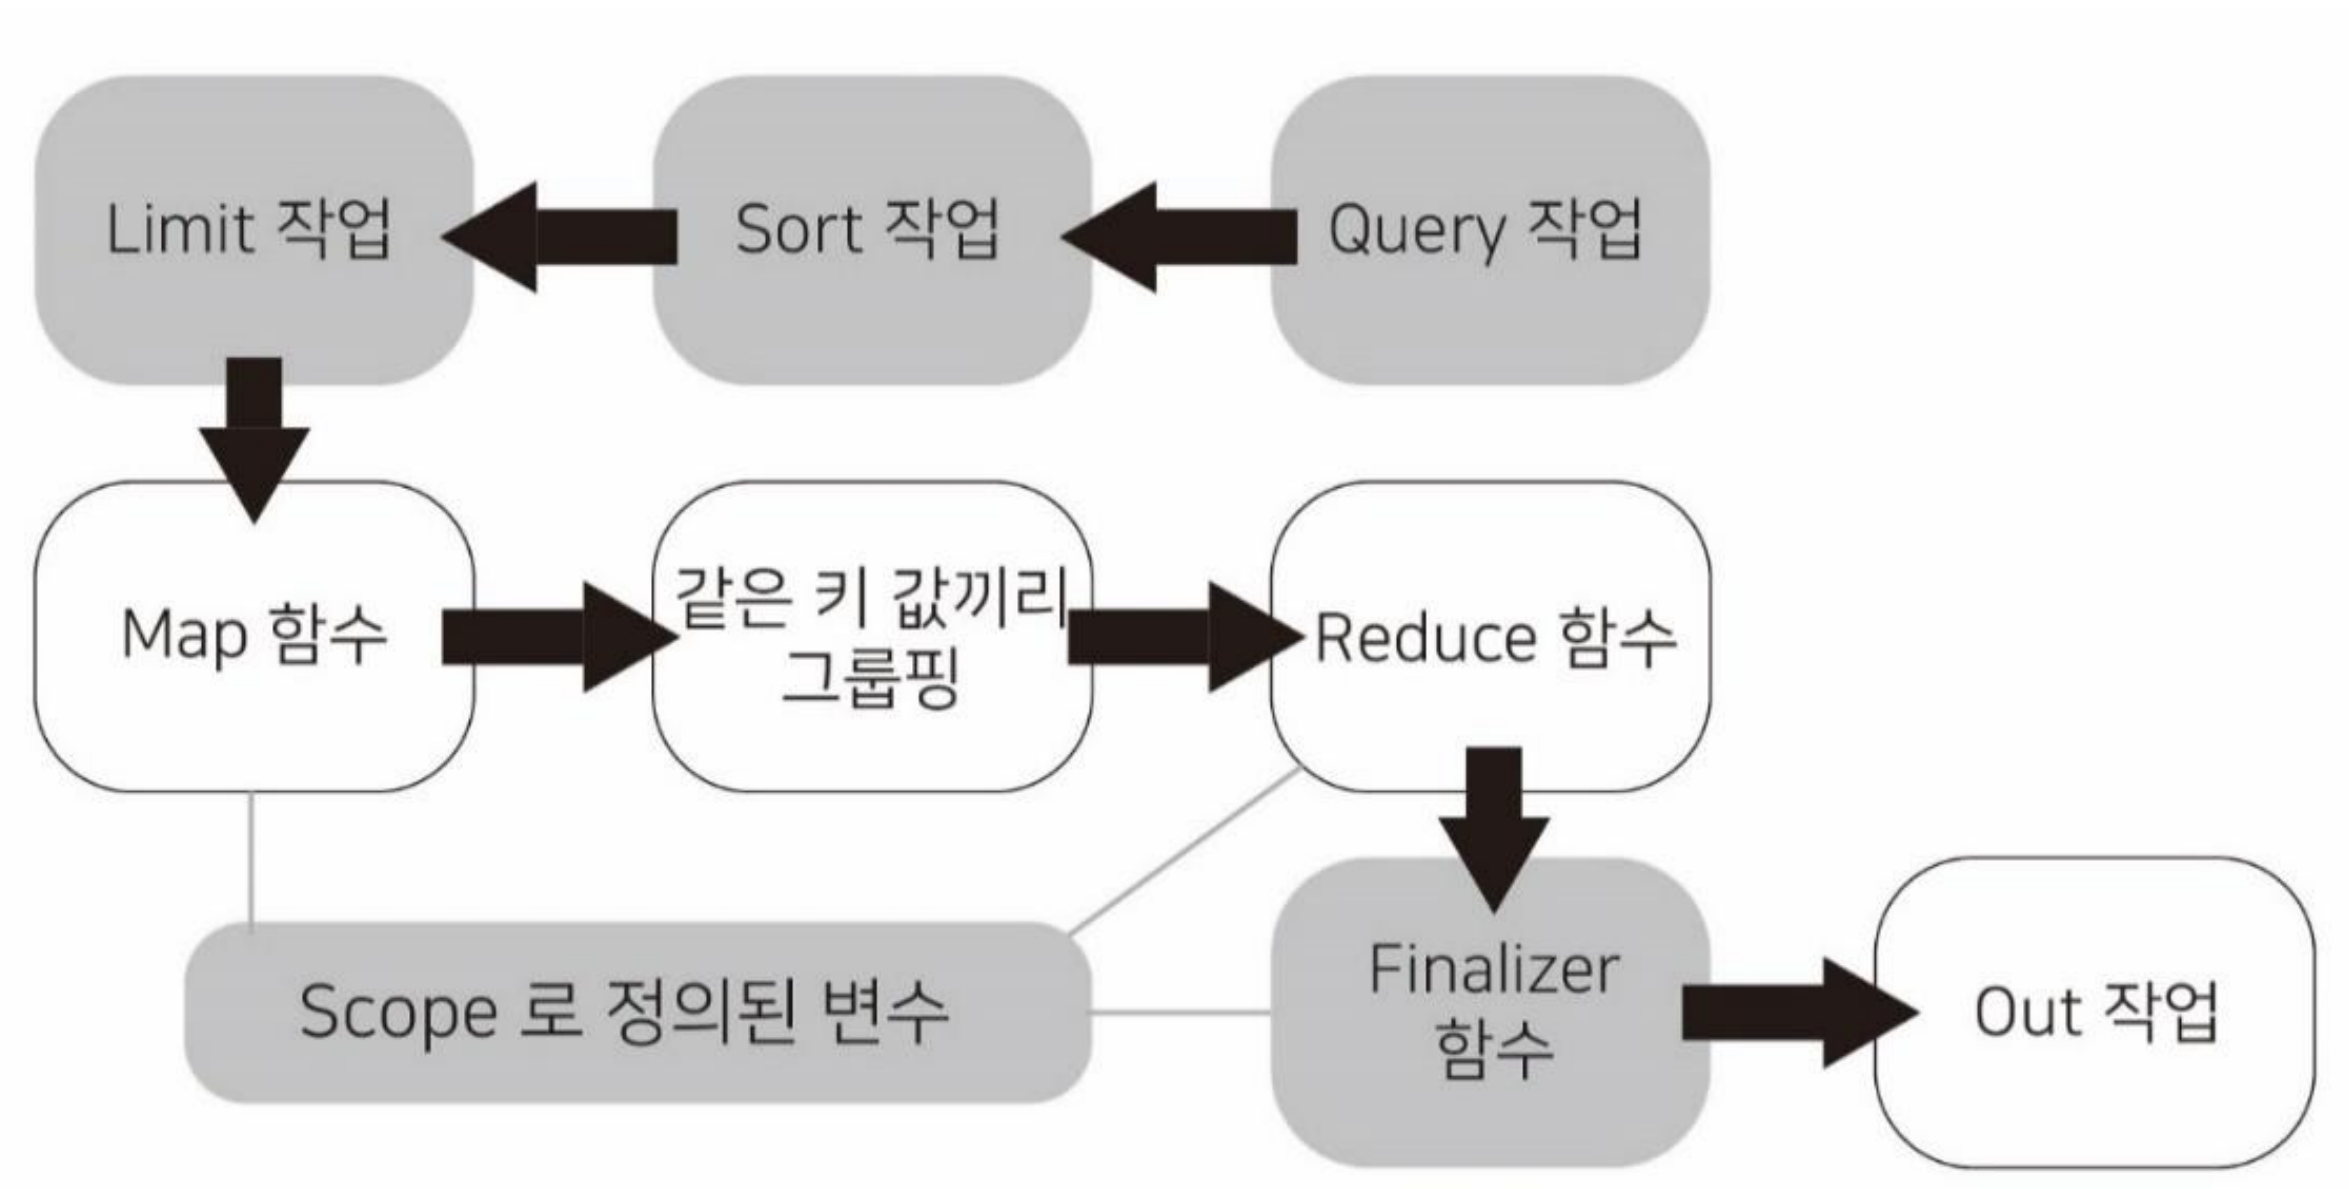 Limit 작업
Sort 작업
Query 작업
Map 함수
같은 키 값끼리
그룹핑
Reduce 함수
Scope 로 정의된 변수
Finalizer
함수
Out 작업